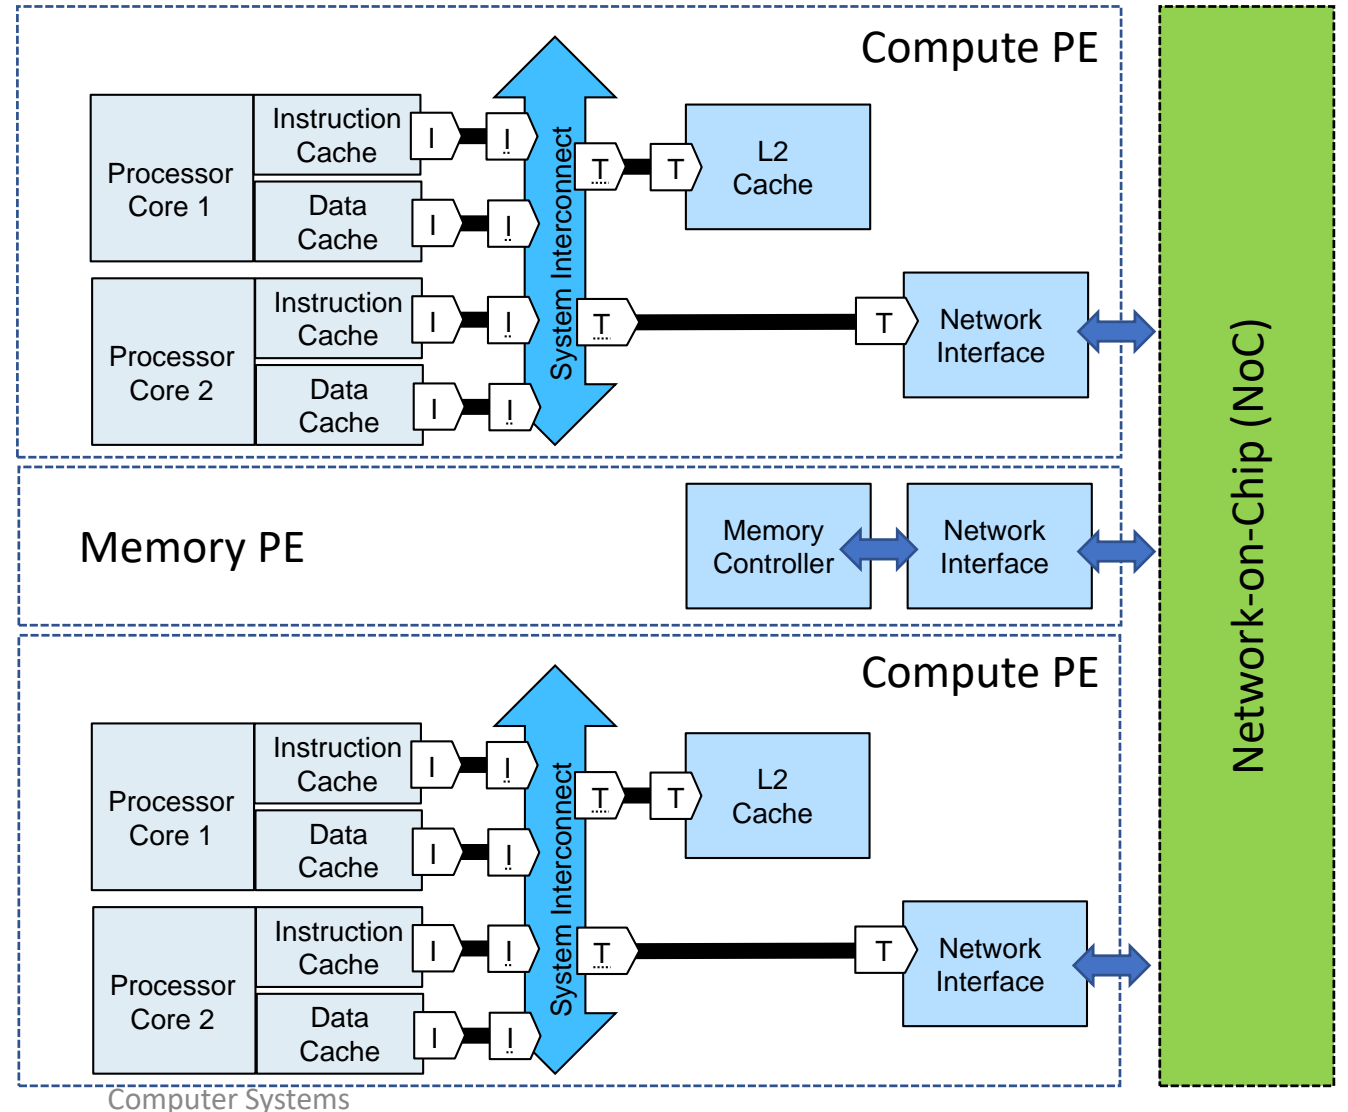 Compute PE
Processor
Core 1
Instruction
Cache
I
I
Data
Cache
I
I
Processor
Core 2
Instruction
Cache
I
I
Data
Cache
I
I
System Interconnect
T
T
L2
Cache
T
T
Network
Interface
Memory PE
Memory
Controller
Network
Interface
Compute PE
Processor
Core 1
Instruction
Cache
I
I
Data
Cache
I
I
Processor
Core 2
Instruction
Cache
I
I
Data
Cache
I
I
System Interconnect
T
T
L2
Cache
T
T
Network
Interface
Network-on-Chip (NoC)
Computer Systems